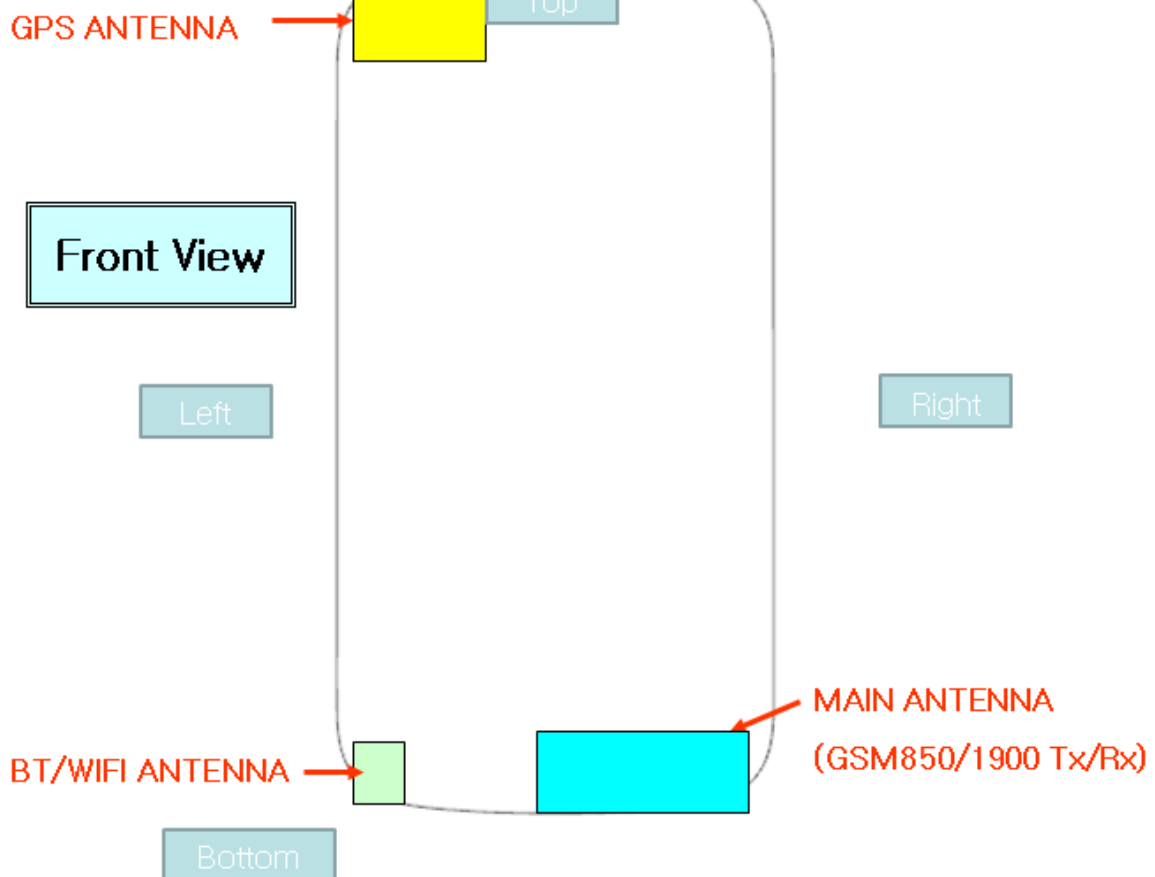 Top
GPS ANTENNA
Front View
Left
Right
MAIN ANTENNA
(GSM850/1900 Tx/Rx)
BT/WIFI ANTENNA
Bottom